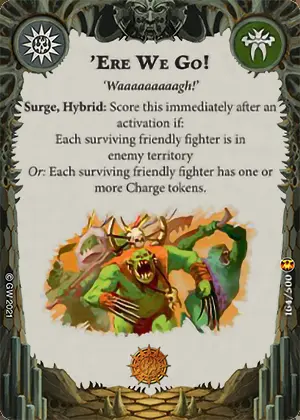 ’Ere We Go!
‘Waaaaaaaaagh!’
Surge, Hybrid: Score this immediately after an
activation if:
Each surviving friendly fighter is in
enemy territory
Or: Each surviving friendly fighter has one or
more Charge tokens.
© GW 2021
164/500